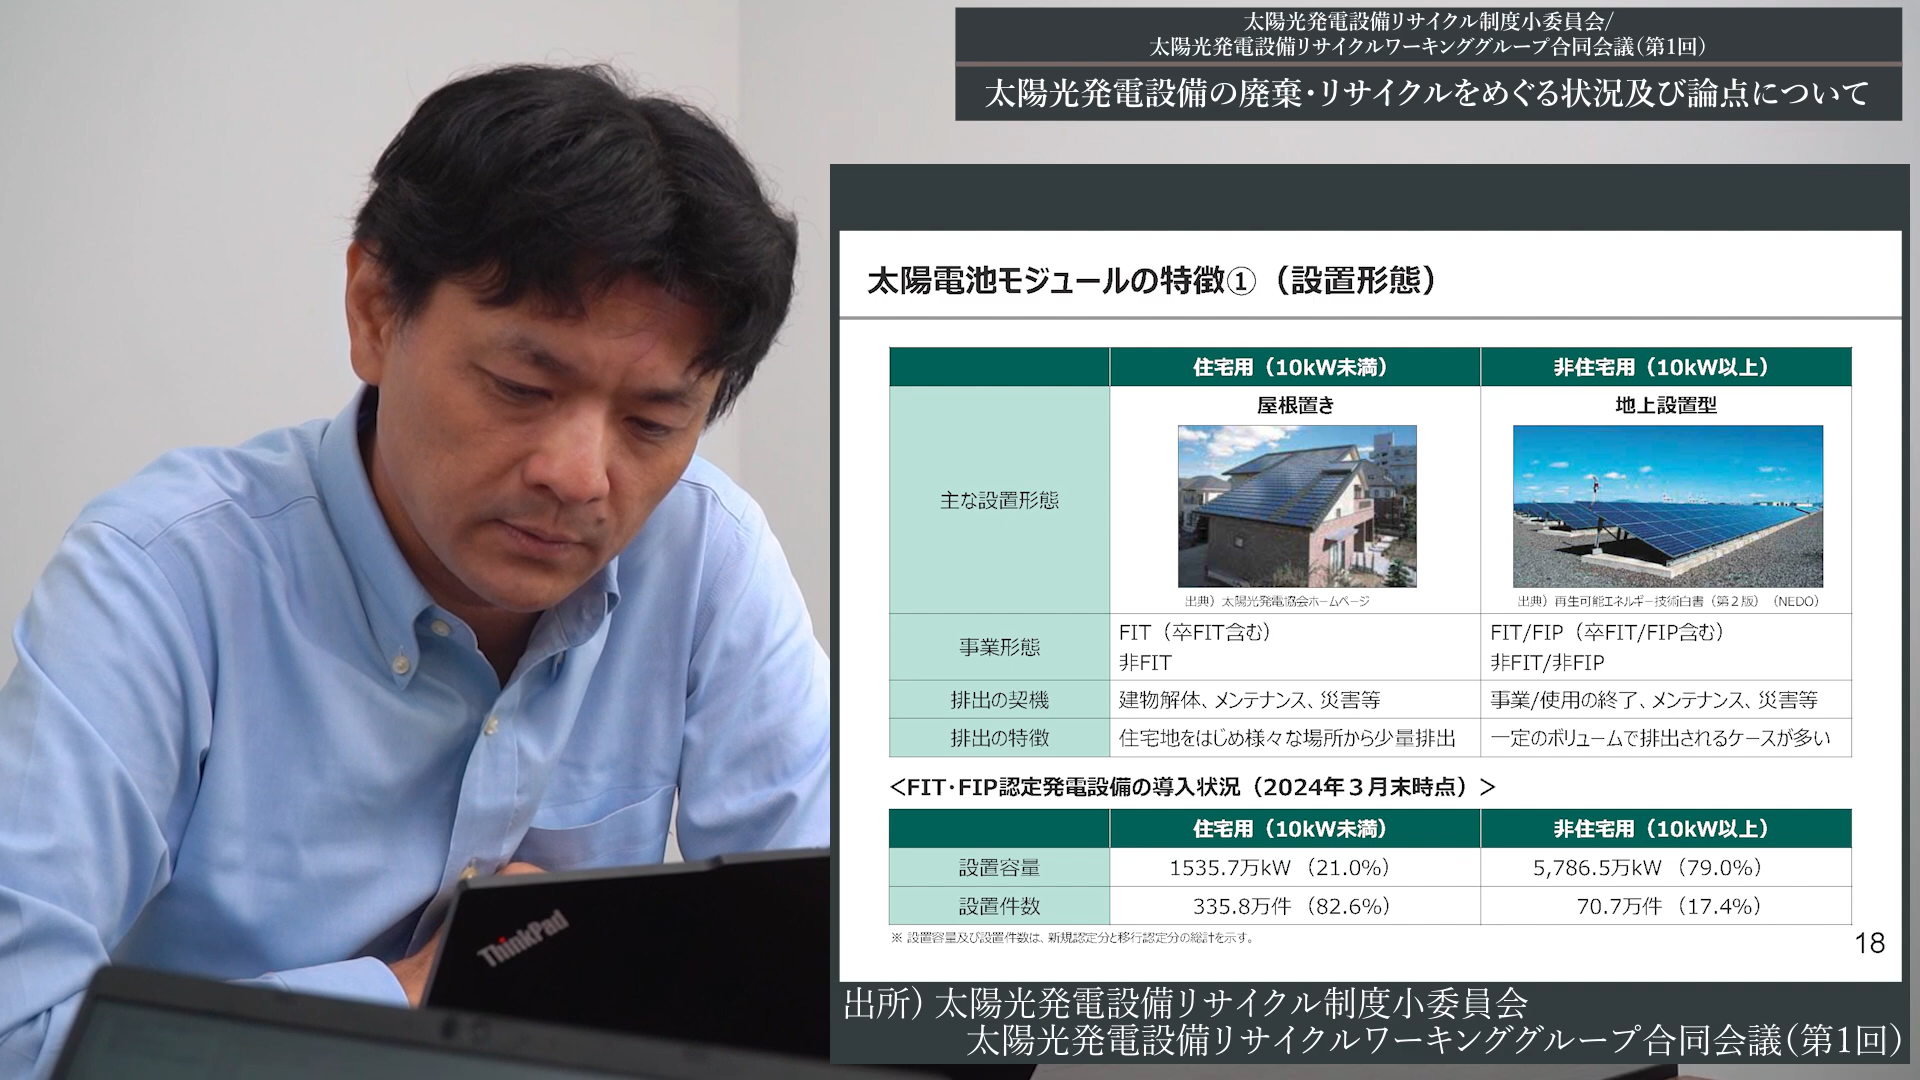 太陽光発電設備リサイクル制度小委員会/
太陽光発電設備リサイクルワーキンググループ合同会議(第1回)
太陽光発電設備の廃棄・リサイクルをめぐる状況及び論点について
太陽電池モジュールの特徴①（設置形態）
住宅用（10kW未満） 非住宅用（10kW以上）
主な設置形態 屋根置き 地上設置型
出典）太陽光発電協会ホームページ 出典）再生可能エネルギー技術白書（第２版）（NEDO）
事業形態 FIT（卒FIT含む） FIT/FIP（卒FIT/FIP含む）
非FIT 非FIT/非FIP
排出の契機 建物解体、メンテナンス、災害等 事業/使用の終了、メンテナンス、災害等
排出の特徴 住宅地をはじめ様々な場所から少量排出 一定のボリュームで排出されるケースが多い
＜FIT・FIP認定発電設備の導入状況（2024年３月末時点）＞
住宅用（10kW未満） 非住宅用（10kW以上）
設置容量 1535.7万kW （21.0%） 5,786.5万kW （79.0%）
設置件数 335.8万件 （82.6%） 70.7万件 （17.4%）
※ 設置容量及び設置件数は、新規認定分と移行認定分の総計を示す。
18
出所) 太陽光発電設備リサイクル制度小委員会
太陽光発電設備リサイクルワーキンググループ合同会議(第1回)
ThinkPad